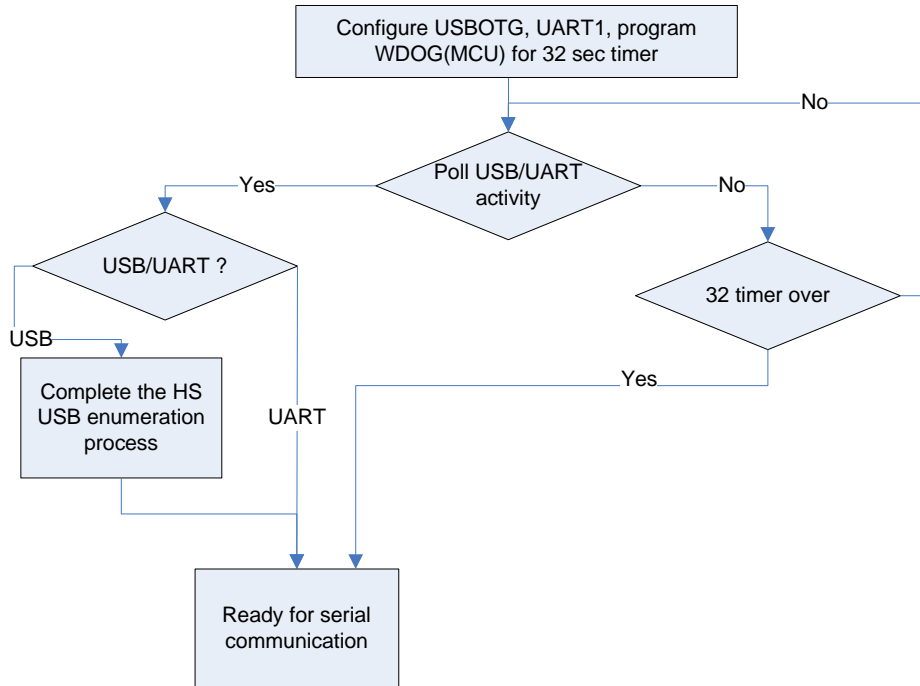 Configure USBOTG, UART1, program
WDOG(MCU) for 32 sec timer
No
Poll USB/UART
activity
Yes
No
USB/UART ?
32 timer over
USB
Yes
Complete the HS
USB enumeration
process
UART
Ready for serial
communication